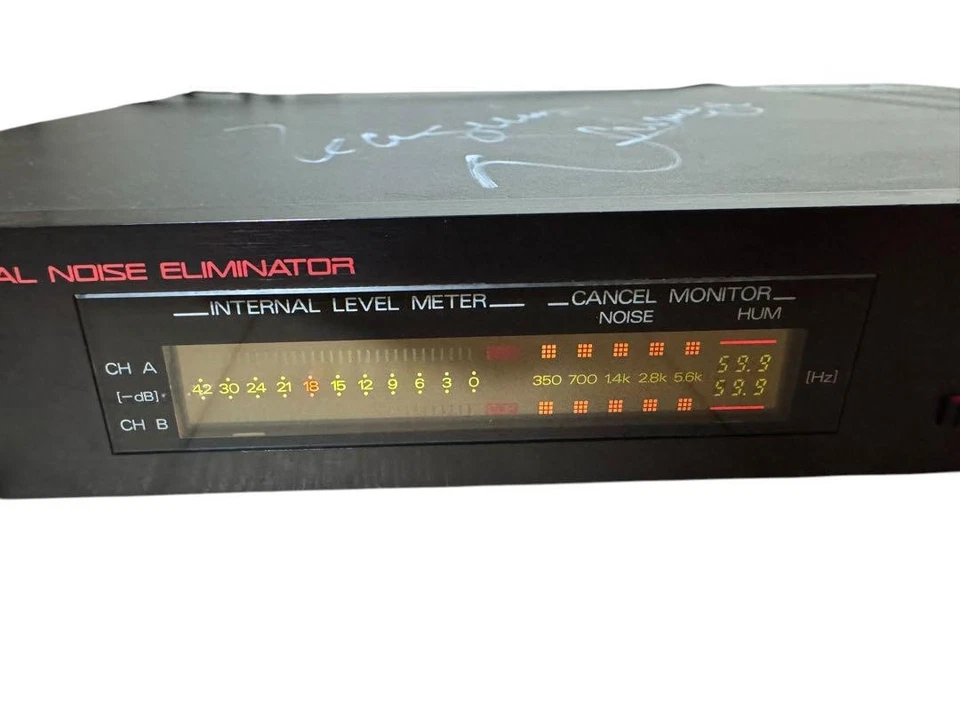 AL NOISE ELIMINATOR
INTERNAL LEVEL METER CANCEL MONITOR
NOISE HUM
CH A 59.9
[-dB] 42 30 24 21 18 15 12 9 6 3 0 350 700 1.4k 2.8k 5.6k 59.9 [Hz]
CH B